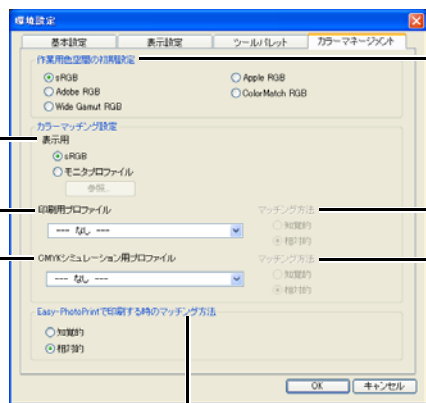 環境設定
基本設定 表示設定 ツールパレット カラーマネージメント
作業用色空間の初期設定
sRGB Apple RGB
Adobe RGB ColorMatch RGB
Wide Gamut RGB
カラーマッチング設定
表示用
sRGB
モニタプロファイル
参照...
印刷用プロファイル マッチング方法
--- なし --- 知覚的
相対的
CMYKシミュレーション用プロファイル マッチング方法
--- なし --- 知覚的
相対的
Easy-PhotoPrintで印刷する時のマッチング方法
知覚的
相対的
OK キャンセル